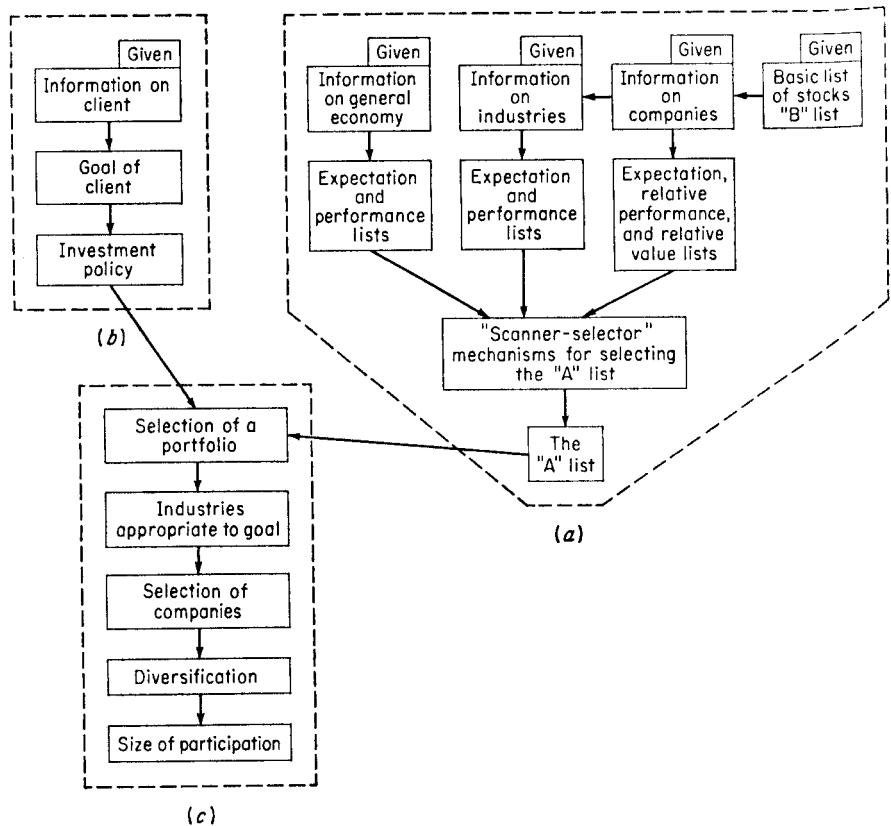 Given
Information on
client
Goal of
client
Investment
policy
(b)
Given
Information
on general
economy
Given
Information
on
industries
Given
Information
on
companies
Given
Basic list
of stocks
"B" list
Expectation
and
performance
lists
Expectation
and
performance
lists
Expectation,
relative
performance,
and relative
value lists
"Scanner-selector"
mechanisms for selecting
the "A" list
The
"A" list
(a)
Selection of a
portfolio
Industries
appropriate to goal
Selection of
companies
Diversification
Size of participation
(c)